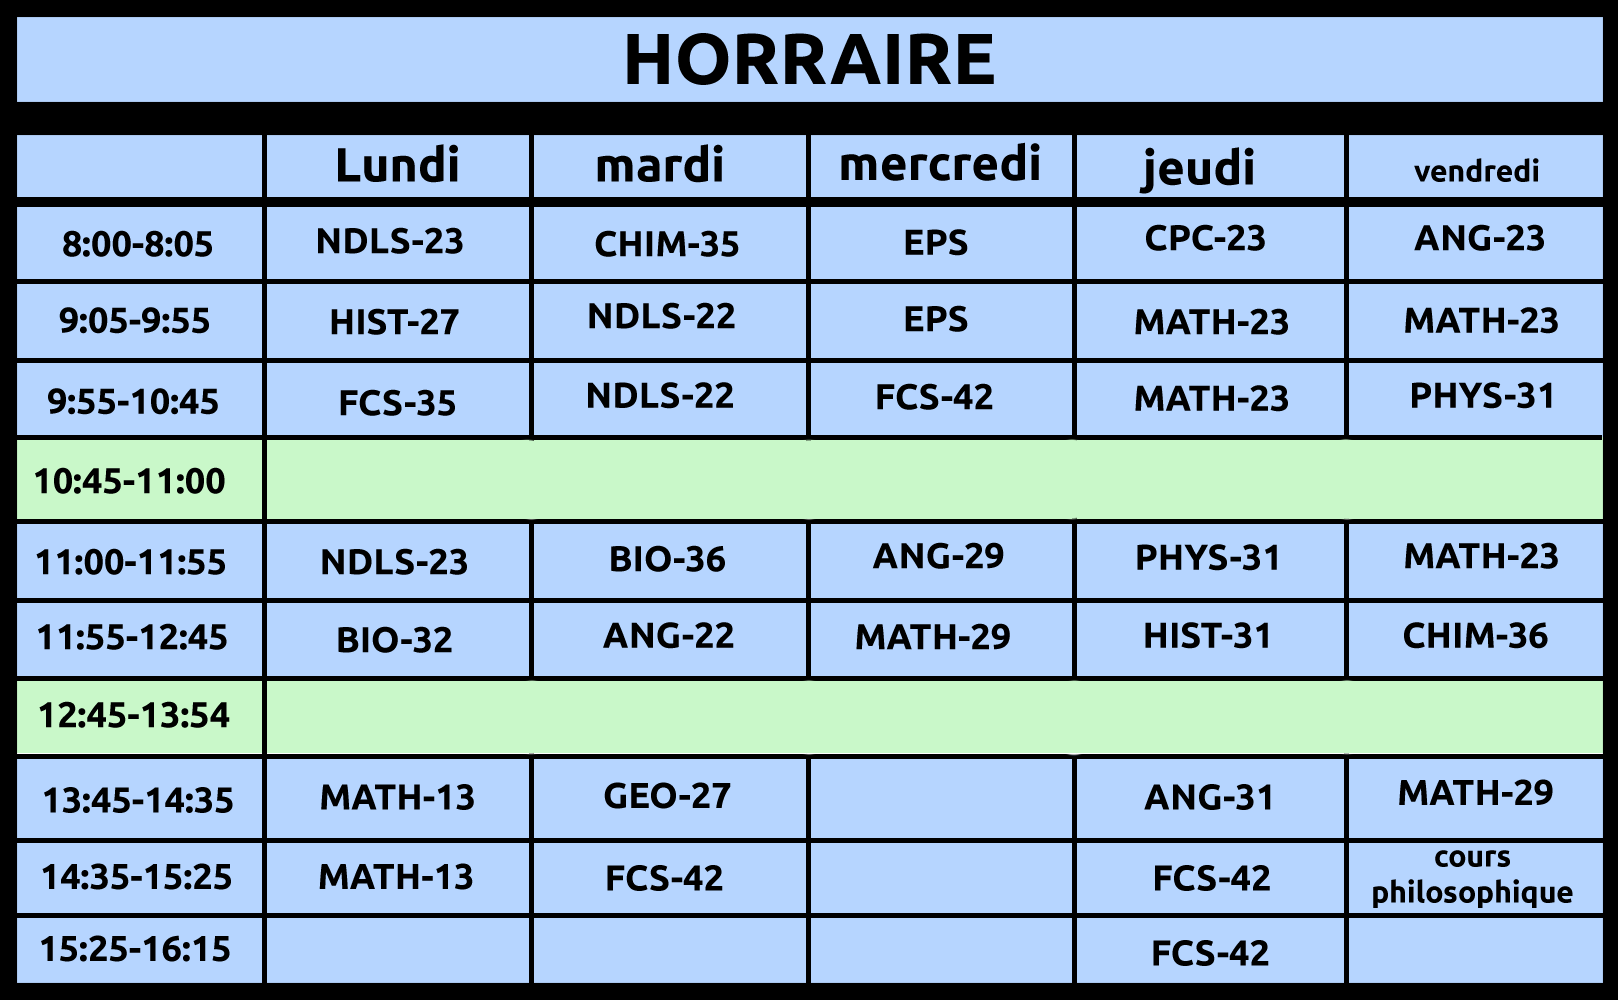 HORRAIRE
Lundi mardi mercredi jeudi vendredi
8:00-8:05 NDLS-23 CHIM-35 EPS CPC-23 ANG-23
9:05-9:55 HIST-27 NDLS-22 EPS MATH-23 MATH-23
9:55-10:45 FCS-35 NDLS-22 FCS-42 MATH-23 PHYS-31
10:45-11:00
11:00-11:55 NDLS-23 BIO-36 ANG-29 PHYS-31 MATH-23
11:55-12:45 BIO-32 ANG-22 MATH-29 HIST-31 CHIM-36
12:45-13:54
13:45-14:35 MATH-13 GEO-27 ANG-31 MATH-29
14:35-15:25 MATH-13 FCS-42 FCS-42 cours
philosophique
15:25-16:15 FCS-42